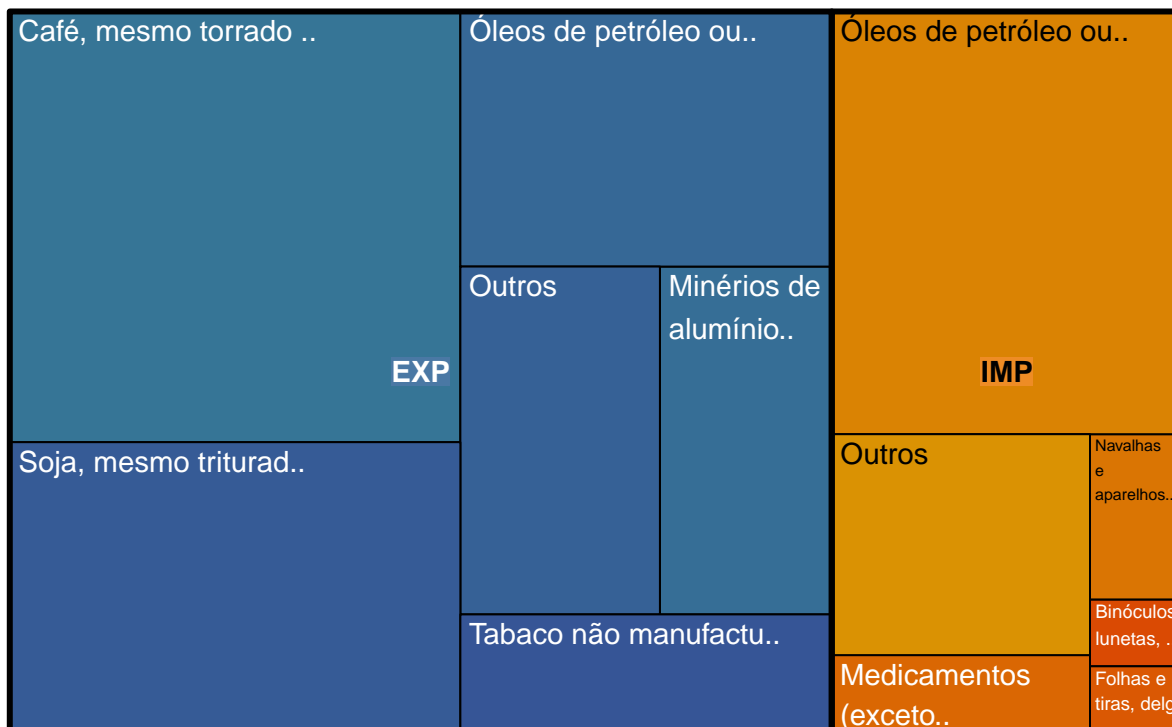 Café, mesmo torrado ..
Óleos de petróleo ou..
Óleos de petróleo ou..
Outros
Minérios de
alumínio..
EXP
IMP
Soja, mesmo triturad..
Outros
Navalhas
e
aparelhos..
Tabaco não manufactu..
Binóculos
lunetas, ..
Medicamentos
(exceto..
Folhas e
tiras, delg